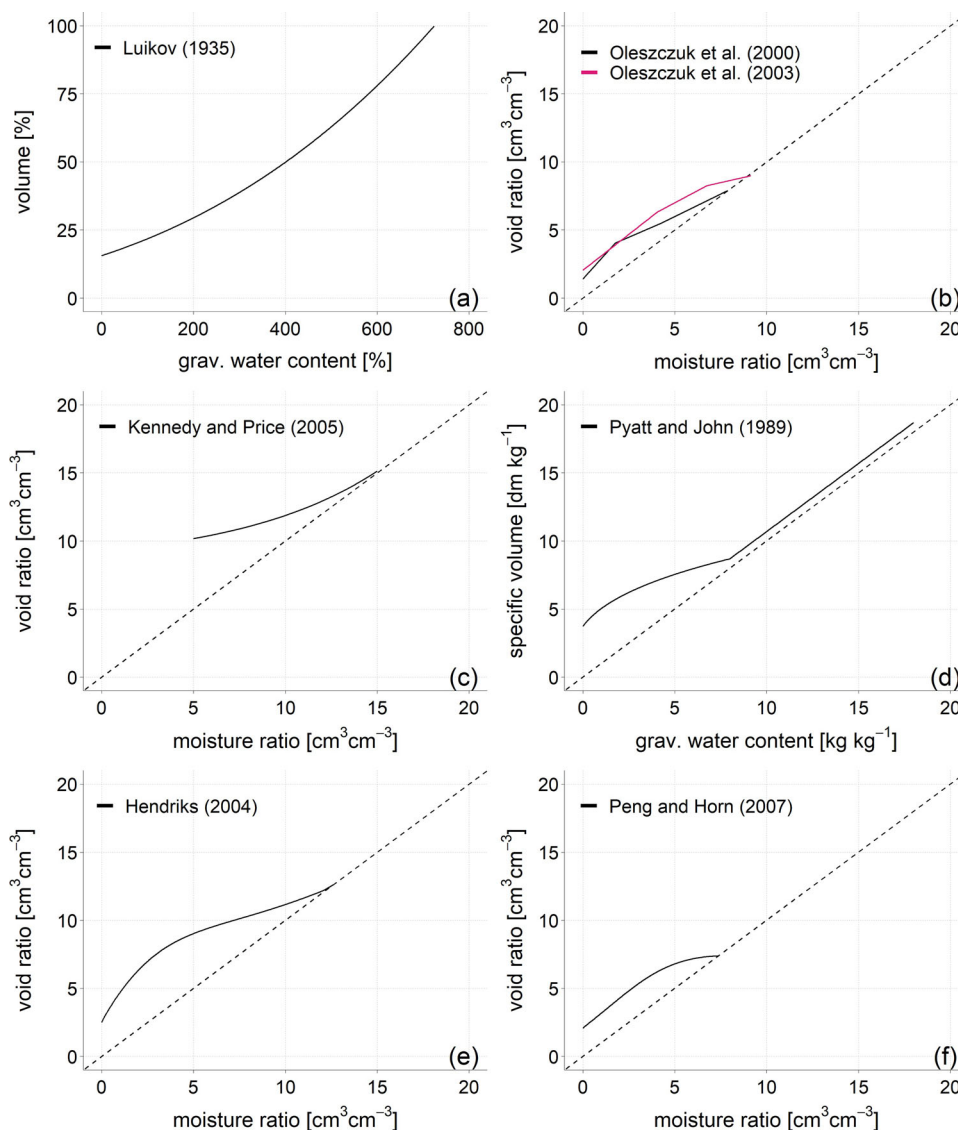 volume [%]
100
75
50
25
0
Luikov (1935)
(a)
0 200 400 600 800
grav. water content [%]
void ratio [cm³cm⁻³]
20
15
10
5
0
Oleszczuk et al. (2000)
Oleszczuk et al. (2003)
(b)
0 5 10 15 20
moisture ratio [cm³cm⁻³]
void ratio [cm³cm⁻³]
20
15
10
5
0
Kennedy and Price (2005)
(c)
0 5 10 15 20
moisture ratio [cm³cm⁻³]
specific volume [dm kg⁻¹]
20
15
10
5
0
Pyatt and John (1989)
(d)
0 5 10 15 20
grav. water content [kg kg⁻¹]
void ratio [cm³cm⁻³]
20
15
10
5
0
Hendriks (2004)
(e)
0 5 10 15 20
moisture ratio [cm³cm⁻³]
void ratio [cm³cm⁻³]
20
15
10
5
0
Peng and Horn (2007)
(f)
0 5 10 15 20
moisture ratio [cm³cm⁻³]